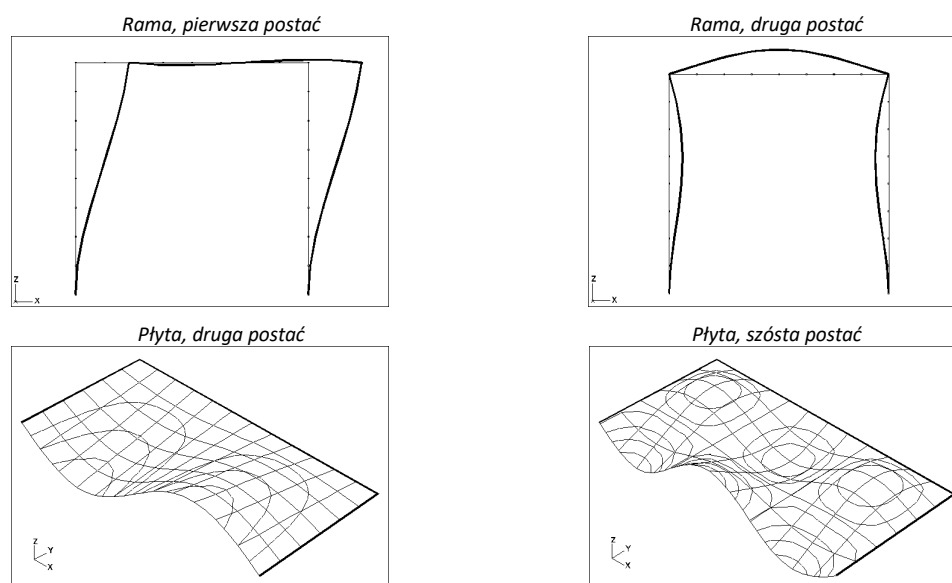 Rama, pierwsza postać
Rama, druga postać
Z
X
Z
X
Płyta, druga postać
Płyta, szósta postać
Z
Y
X
Z
Y
X